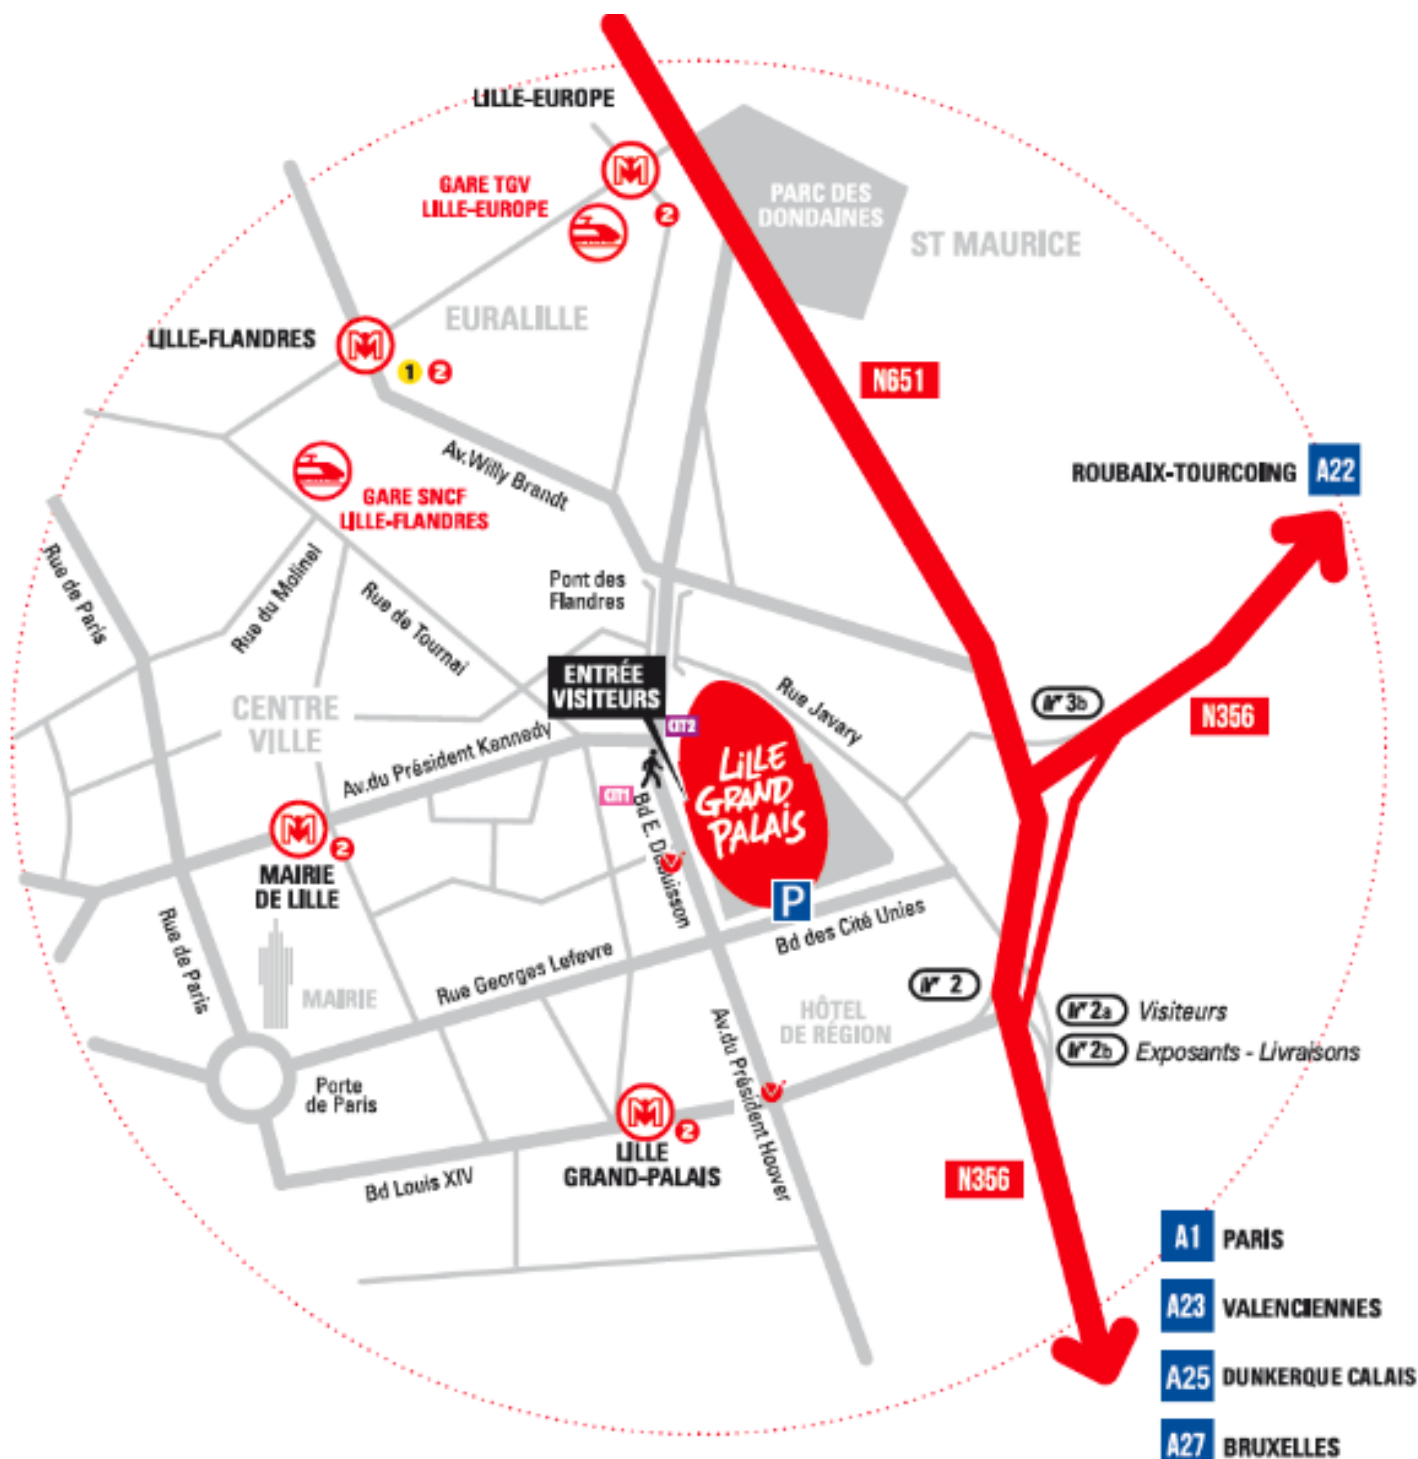 LILLE-EUROPE
GARE TGV
LILLE-EUROPE
2
PARC DES
DONDAINES
ST MAURICE
EURALILLE
LILLE-FLANDRES
1 2
N651
Av. Willy Brandt
ROUBAIX-TOURCOING A22
GARE SNCF
LILLE-FLANDRES
Rue de Paris
Rue du Molinel
Rue de Tournai
Pont des
Flandres
ENTRÉE
VISITEURS
Rue Javary
3b
N356
CENTRE
VILLE
CIT2
Av. du Président Kennedy
LILLE
GRAND
PALAIS
CIT1
Bd E. Dubuisson
2
MAIRIE
DE LILLE
P
Bd des Cité Unies
Rue de Paris
Rue Georges Lefevre
MAIRIE
2
HÔTEL
DE RÉGION
2a Visiteurs
2b Exposants - Livraisons
Av. du Président Hoover
Porte
de Paris
2
LILLE
GRAND-PALAIS
Bd Louis XIV
N356
A1 PARIS
A23 VALENCIENNES
A25 DUNKERQUE CALAIS
A27 BRUXELLES